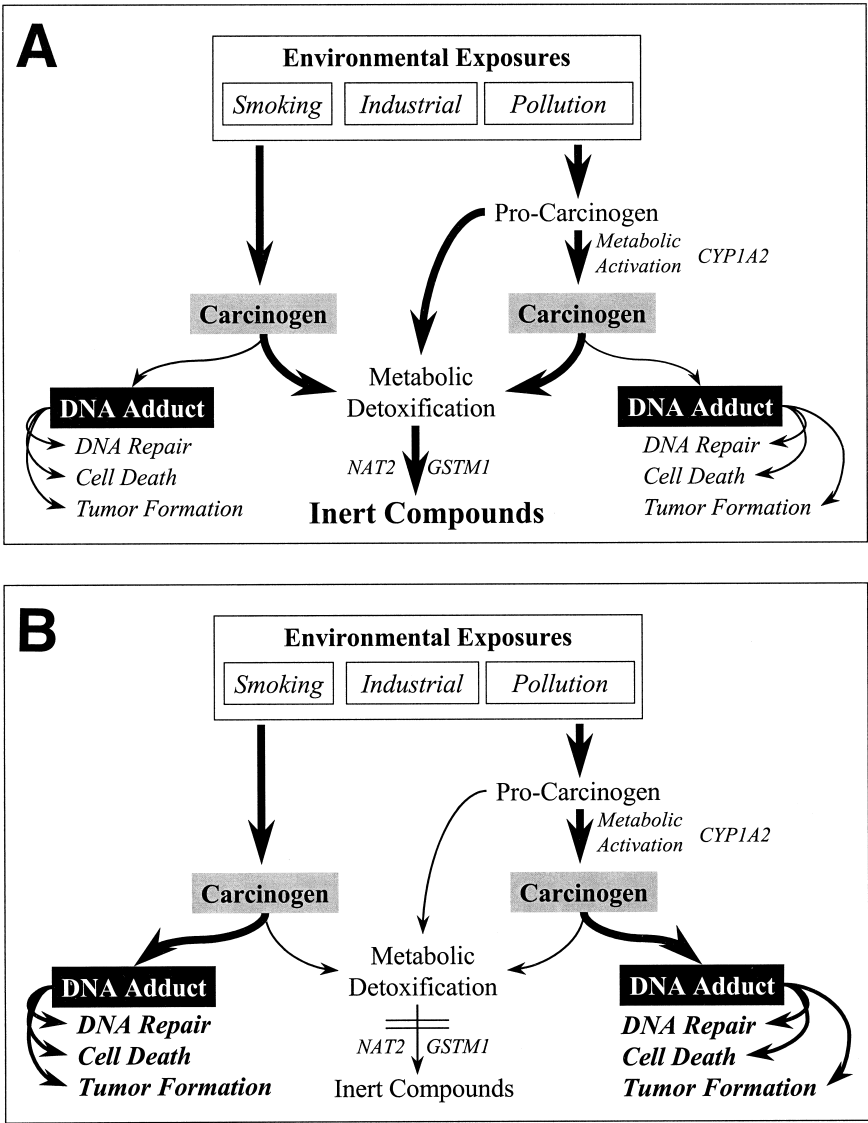 A
Environmental Exposures
Smoking Industrial Pollution
Pro-Carcinogen
Metabolic
Activation CYP1A2
Carcinogen Carcinogen
Metabolic
Detoxification
DNA Adduct DNA Adduct
DNA Repair DNA Repair
Cell Death NAT2 GSTM1 Cell Death
Tumor Formation Inert Compounds Tumor Formation
B
Environmental Exposures
Smoking Industrial Pollution
Pro-Carcinogen
Metabolic
Activation CYP1A2
Carcinogen Carcinogen
Metabolic
Detoxification
DNA Adduct DNA Adduct
DNA Repair DNA Repair
Cell Death NAT2 GSTM1 Cell Death
Tumor Formation Inert Compounds Tumor Formation